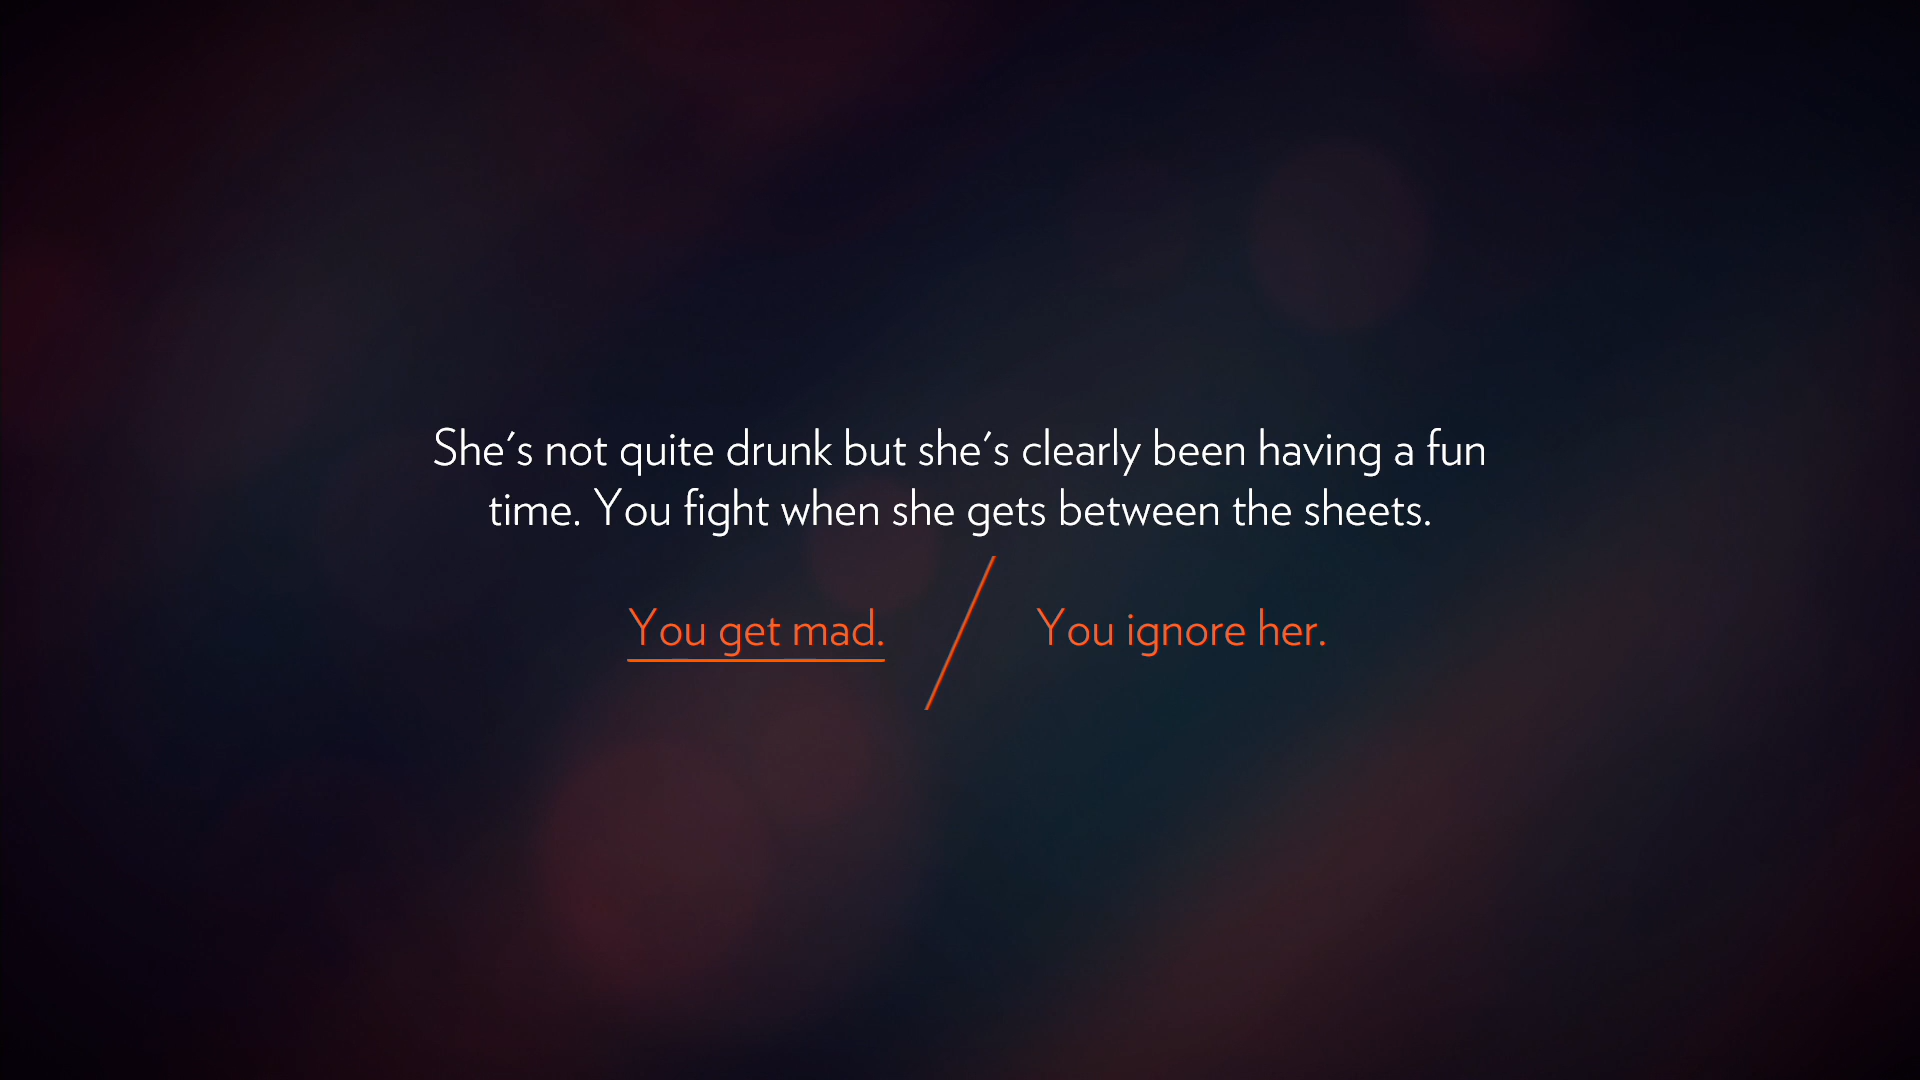 She's not quite drunk but she's clearly been having a fun
time. You fight when she gets between the sheets.
You get mad.
You ignore her.